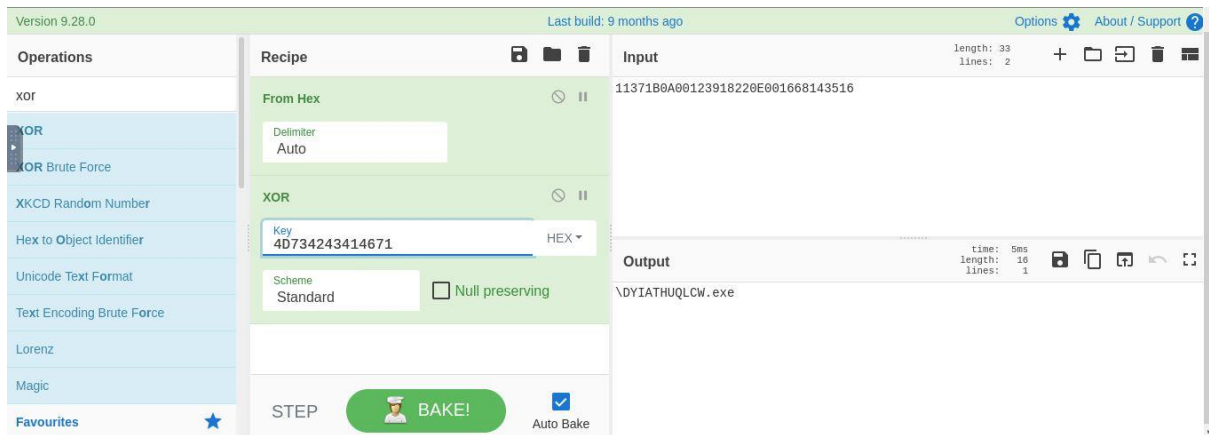 Version 9.28.0
Last build: 9 months ago
Options
About / Support
Operations
xor
XOR
XOR Brute Force
XKCD Random Number
Hex to Object Identifier
Unicode Text Format
Text Encoding Brute Force
Lorenz
Magic
Favourites
Recipe
From Hex
Delimiter
Auto
XOR
Key
4D734243414671
HEX
Scheme
Standard
Null preserving
STEP
BAKE!
Auto Bake
Input
length: 33
lines: 2
11371B0A00123918220E001668143516
Output
time: 5ms
length: 16
lines: 1
\DYIATHUQLCW.exe